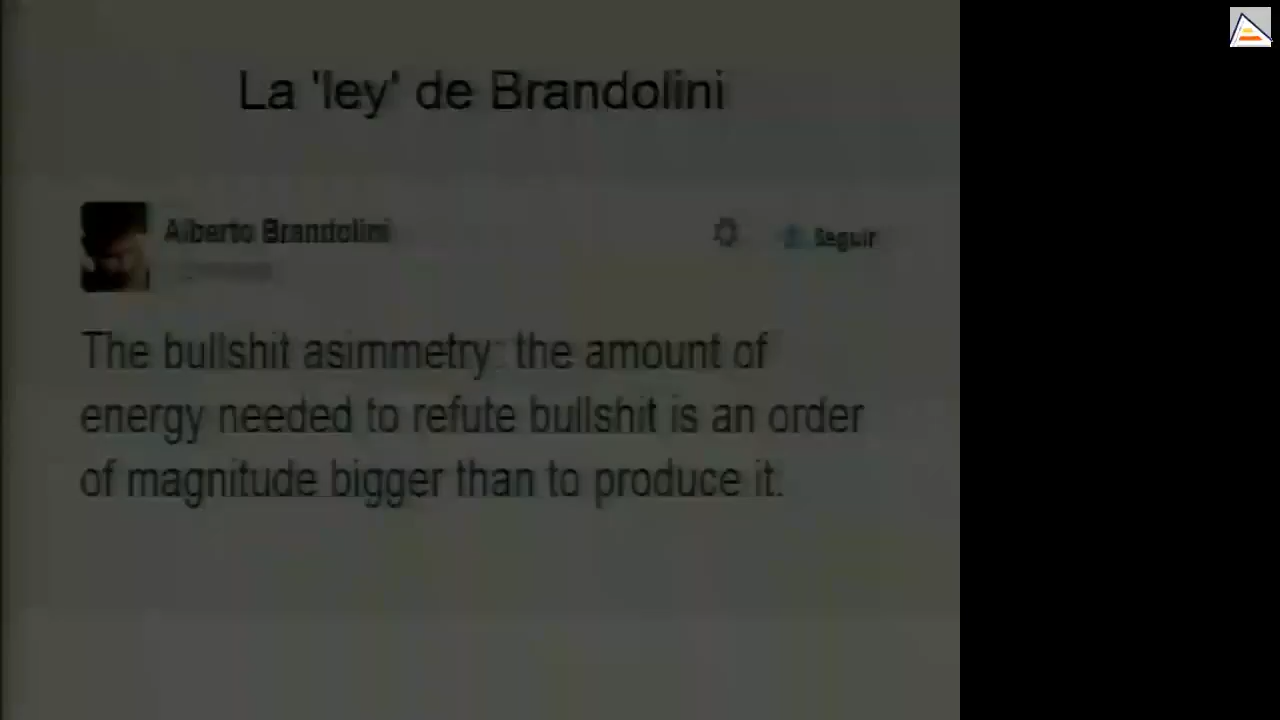 La 'ley' de Brandolini
Alberto Brandolini
Seguir
The bullshit asimmetry: the amount of
energy needed to refute bullshit is an order
of magnitude bigger than to produce it.